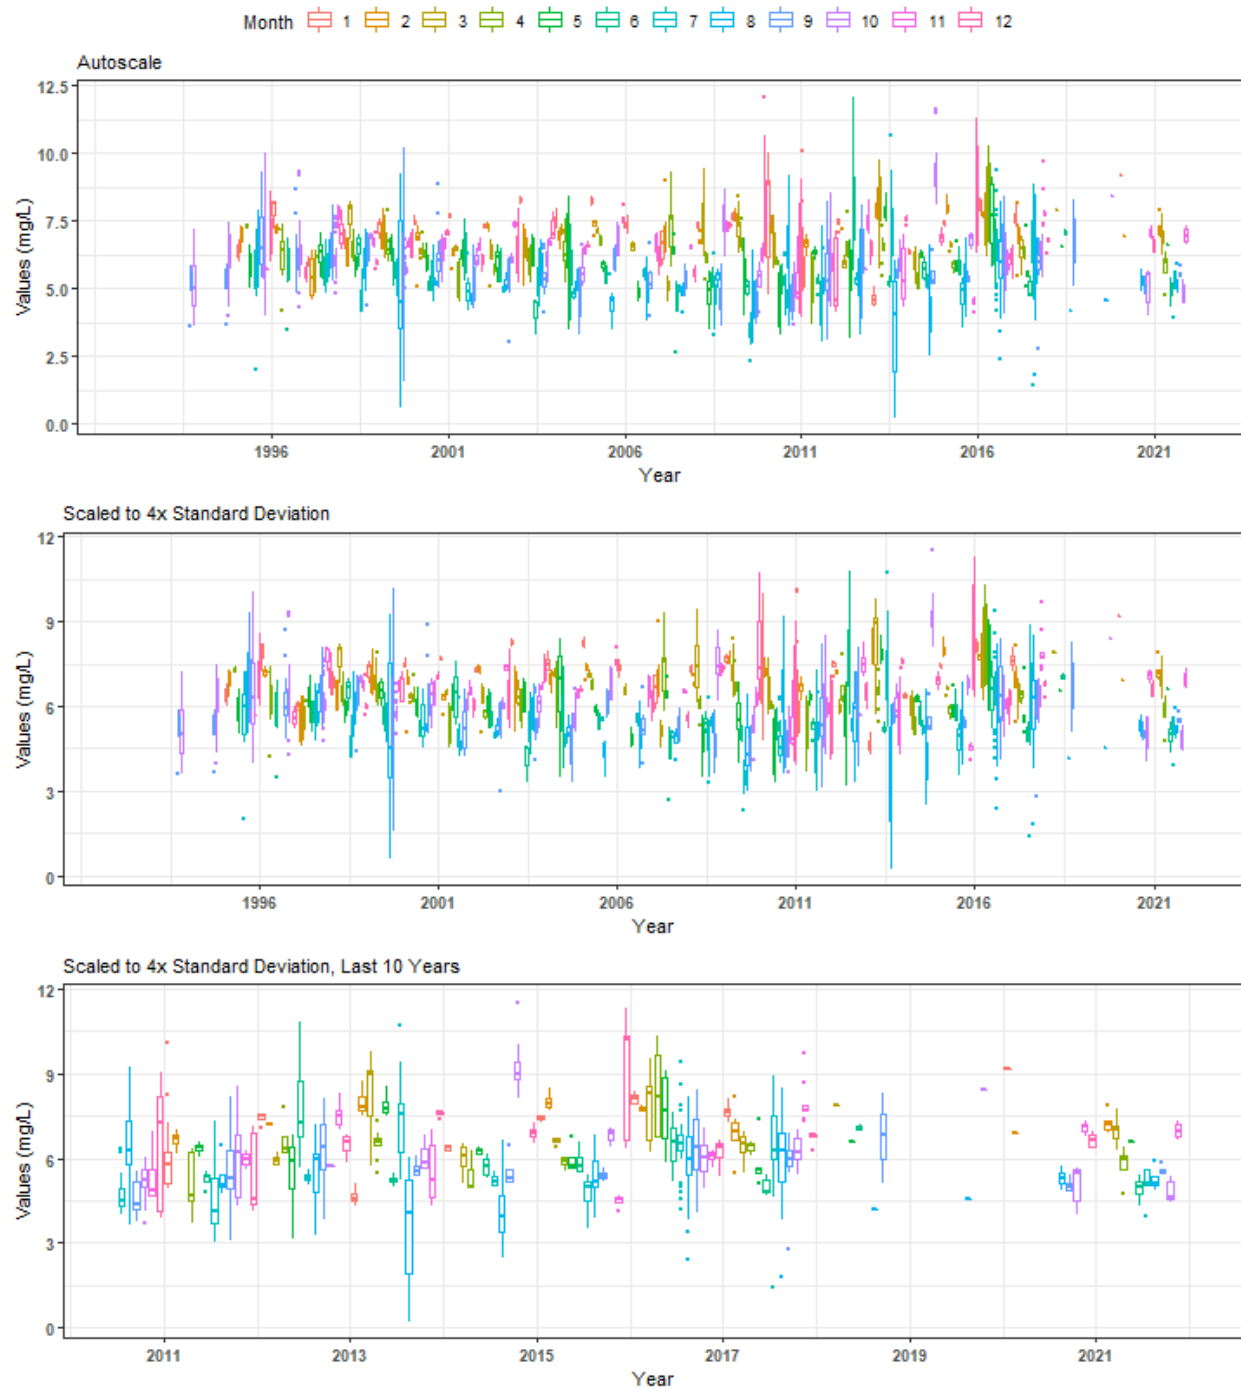 Month 1 2 3 4 5 6 7 8 9 10 11 12
Autoscale
Values (mg/L)
12.5
10.0
7.5
5.0
2.5
0.0
1996 2001 2006 2011 2016 2021
Year
Scaled to 4x Standard Deviation
Values (mg/L)
12
9
6
3
0
1996 2001 2006 2011 2016 2021
Year
Scaled to 4x Standard Deviation, Last 10 Years
Values (mg/L)
12
9
6
3
0
2011 2013 2015 2017 2019 2021
Year